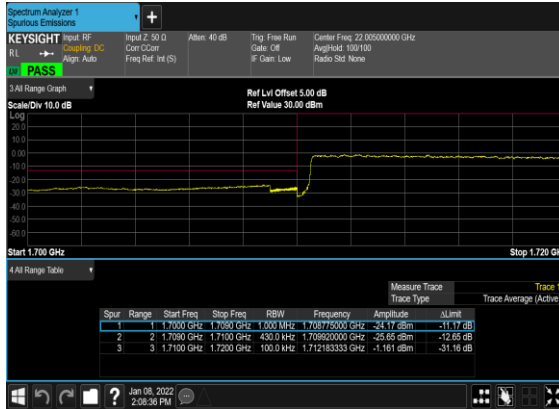 Spectrum Analyzer 1
Spurious Emissions
KEYSIGHT Input: RF Input Z: 50 Ω Atten: 40 dB Trig: Free Run Center Freq: 22.005000000 GHz
RL Coupling: DC Corr CCorr Gate: Off Avg|Hold: 100/100
Align: Auto Freq Ref: Int (S) IF Gain: Low Radio Std: None
PASS
3 All Range Graph
Ref Lvl Offset 5.00 dB
Scale/Div 10.0 dB Ref Value 30.00 dBm
Log
20.0
10.0
0.00
-10.0
-20.0
-30.0
-40.0
-50.0
-60.0
Start 1.700 GHz Stop 1.720 GH
4 All Range Table
Measure Trace Trace 1
Trace Type Trace Average (Active
Spur Range Start Freq Stop Freq RBW Frequency Amplitude ΔLimit
1 1 1.7000 GHz 1.7090 GHz 1.000 MHz 1.708775000 GHz -24.17 dBm -11.17 dB
2 2 1.7090 GHz 1.7100 GHz 430.0 kHz 1.709920000 GHz -25.65 dBm -12.65 dB
3 3 1.7100 GHz 1.7200 GHz 100.0 kHz 1.712183333 GHz -1.161 dBm -31.16 dB
Jan 08, 2022
2:08:36 PM